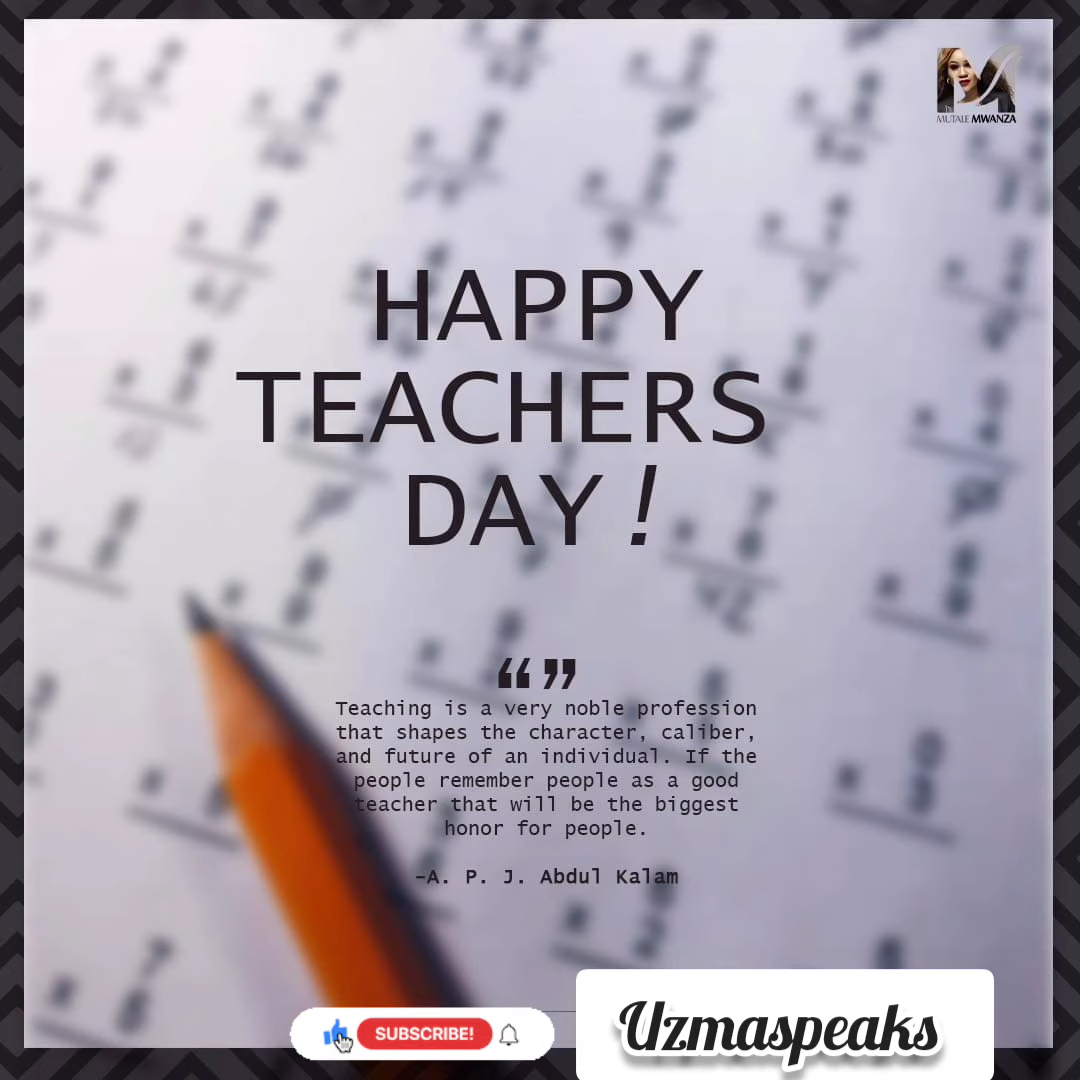 MUTALE MWANZA
HAPPY
TEACHERS
DAY !
“ ”
Teaching is a very noble profession
that shapes the character, caliber,
and future of an individual. If the
people remember people as a good
teacher that will be the biggest
honor for people.
-A. P. J. Abdul Kalam
SUBSCRIBE!
Uzmaspeaks